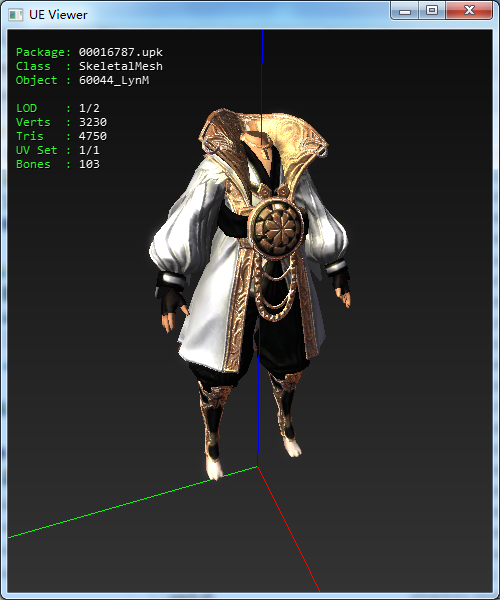 UE Viewer
Package: 00016787.upk
Class : SkeletalMesh
Object : 60044_LynM
LOD : 1/2
Verts : 3230
Tris : 4750
UV Set : 1/1
Bones : 103